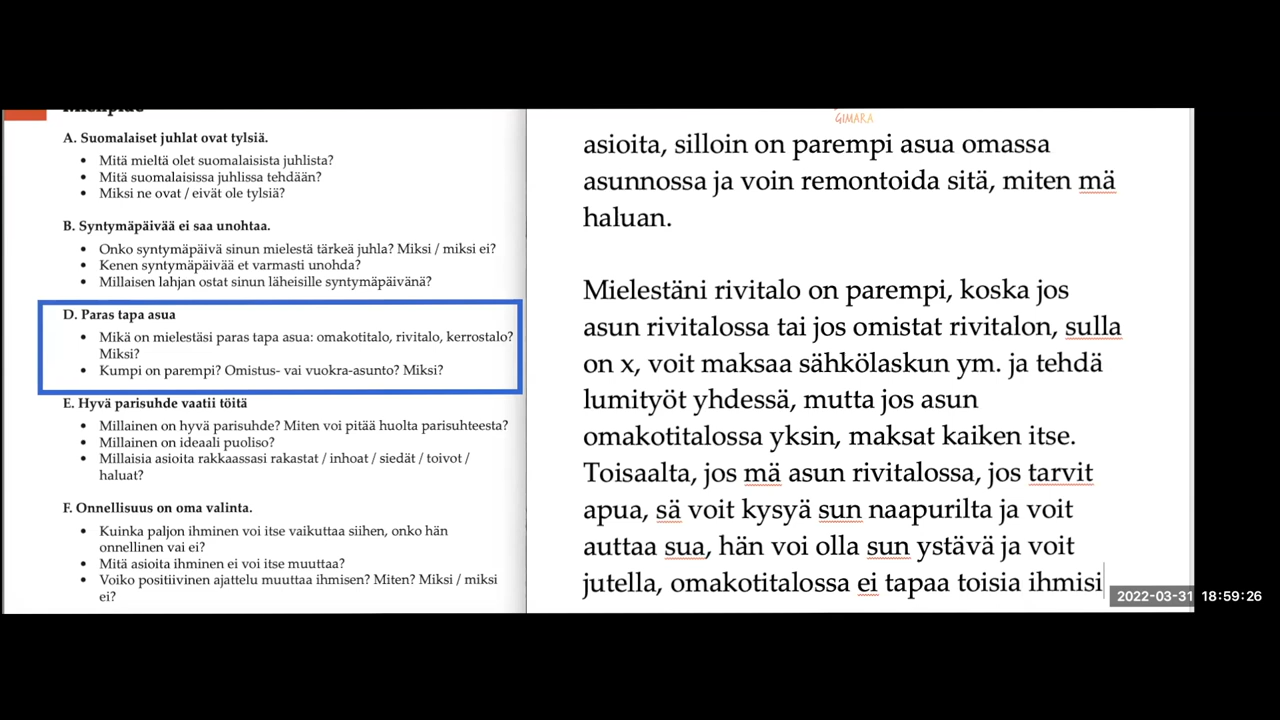 Mielipide
A. Suomalaiset juhlat ovat tylsiä.
• Mitä mieltä olet suomalaisista juhlista?
• Mitä suomalaisissa juhlissa tehdään?
• Miksi ne ovat / eivät ole tylsiä?
B. Syntymäpäivää ei saa unohtaa.
• Onko syntymäpäivä sinun mielestä tärkeä juhla? Miksi / miksi ei?
• Kenen syntymäpäivää et varmasti unohda?
• Millaisen lahjan ostat sinun läheisille syntymäpäivänä?
D. Paras tapa asua
• Mikä on mielestäsi paras tapa asua: omakotitalo, rivitalo, kerrostalo?
Miksi?
• Kumpi on parempi? Omistus- vai vuokra-asunto? Miksi?
E. Hyvä parisuhde vaatii töitä
• Millainen on hyvä parisuhde? Miten voi pitää huolta parisuhteesta?
• Millainen on ideaali puoliso?
• Millaisia asioita rakkaassasi rakastat / inhoat / siedät / toivot /
haluat?
F. Onnellisuus on oma valinta.
• Kuinka paljon ihminen voi itse vaikuttaa siihen, onko hän
onnellinen vai ei?
• Mitä asioita ihminen ei voi itse muuttaa?
• Voiko positiivinen ajattelu muuttaa ihmisen? Miten? Miksi / miksi
ei?
GIMARA
asioita, silloin on parempi asua omassa
asunnossa ja voin remontoida sitä, miten mä
haluan.
Mielestäni rivitalo on parempi, koska jos
asun rivitalossa tai jos omistat rivitalon, sulla
on x, voit maksaa sähkölaskun ym. ja tehdä
lumityöt yhdessä, mutta jos asun
omakotitalossa yksin, maksat kaiken itse.
Toisaalta, jos mä asun rivitalossa, jos tarvit
apua, sä voit kysyä sun naapurilta ja voit
auttaa sua, hän voi olla sun ystävä ja voit
jutella, omakotitalossa ei tapaa toisia ihmisi
2022-03-31 18:59:26